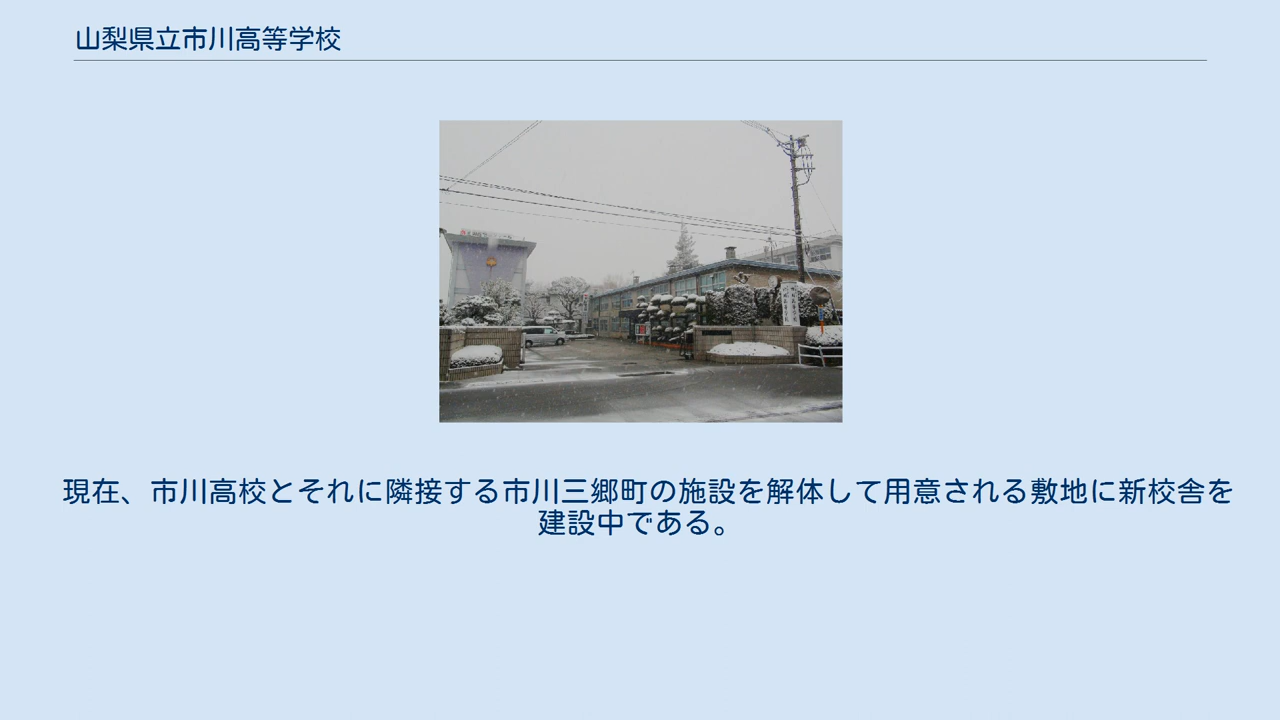 山梨県立市川高等学校
現在、市川高校とそれに隣接する市川三郷町の施設を解体して用意される敷地に新校舎を
建設中である。